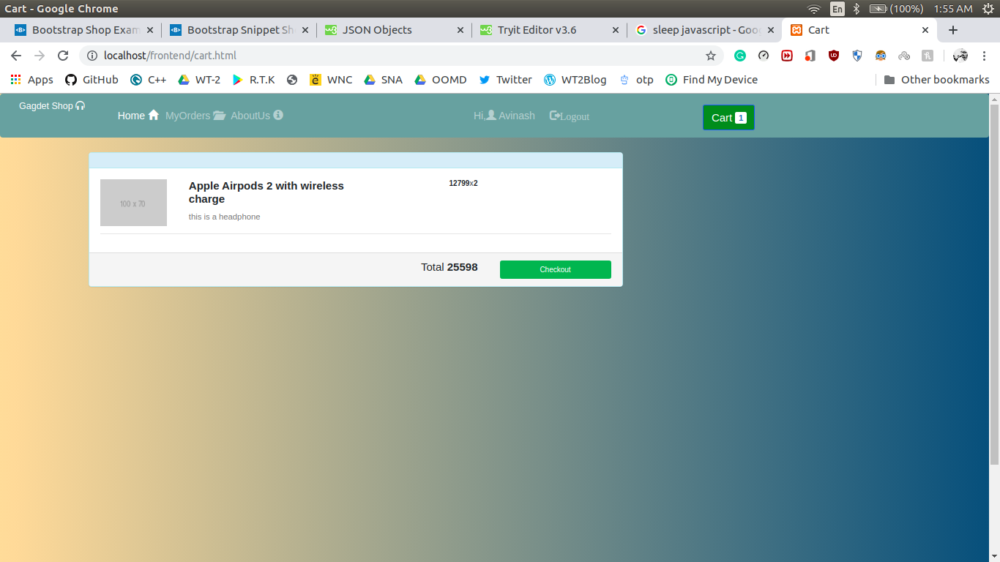 Cart - Google Chrome En (100%) 1:55 AM
Bootstrap Shop Exam Bootstrap Snippet Sh JSON Objects Tryit Editor v3.6 sleep javascript - Goo Cart
localhost/frontend/cart.html
Apps GitHub C++ WT-2 R.T.K WNC SNA OOMD Twitter WT2Blog otp Find My Device Other bookmarks
Gagdet Shop
Home MyOrders AboutUs Hi, Avinash Logout Cart 1
Apple Airpods 2 with wireless 12799x2
charge
100 x 70
this is a headphone
Total 25598 Checkout